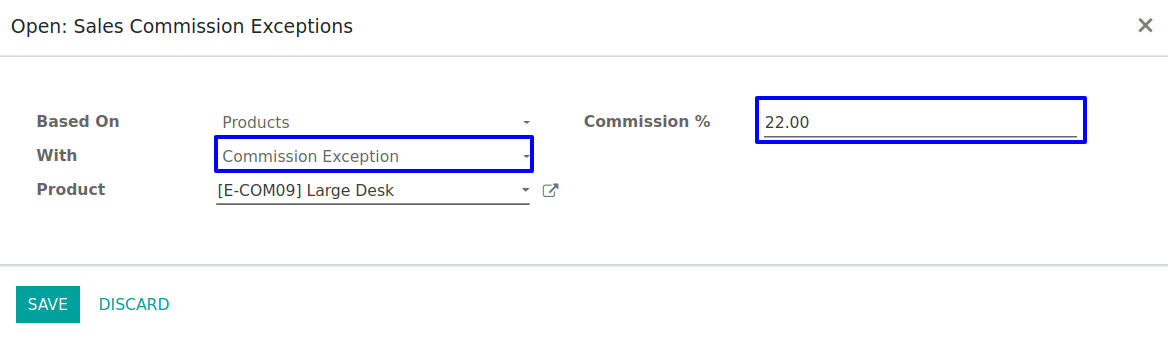 Open: Sales Commission Exceptions
Based On Products
With Commission Exception
Product [E-COM09] Large Desk
Commission % 22.00
SAVE DISCARD